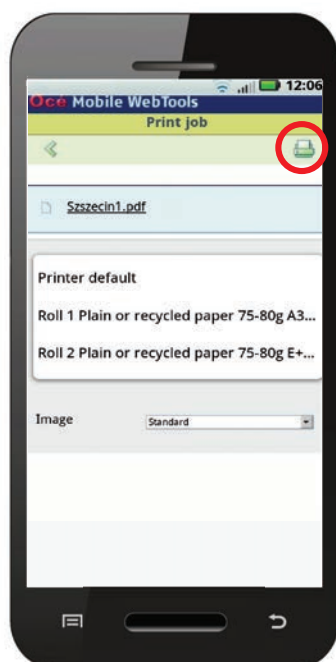 12:06
Océ Mobile WebTools
Print job
Szszecin1.pdf
Printer default
Roll 1 Plain or recycled paper 75-80g A3...
Roll 2 Plain or recycled paper 75-80g E+...
Image Standard